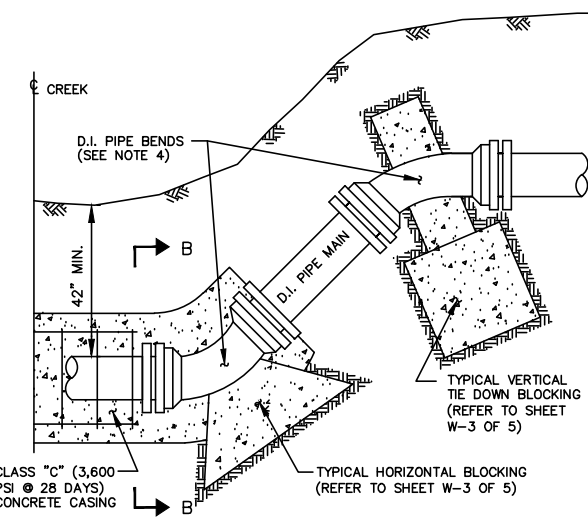 ℄ CREEK
D.I. PIPE BENDS
(SEE NOTE 4)
B
42" MIN.
D.I. PIPE MAIN
TYPICAL VERTICAL
TIE DOWN BLOCKING
(REFER TO SHEET
W-3 OF 5)
CLASS "C" (3,600
PSI @ 28 DAYS)
CONCRETE CASING
TYPICAL HORIZONTAL BLOCKING
(REFER TO SHEET W-3 OF 5)
B